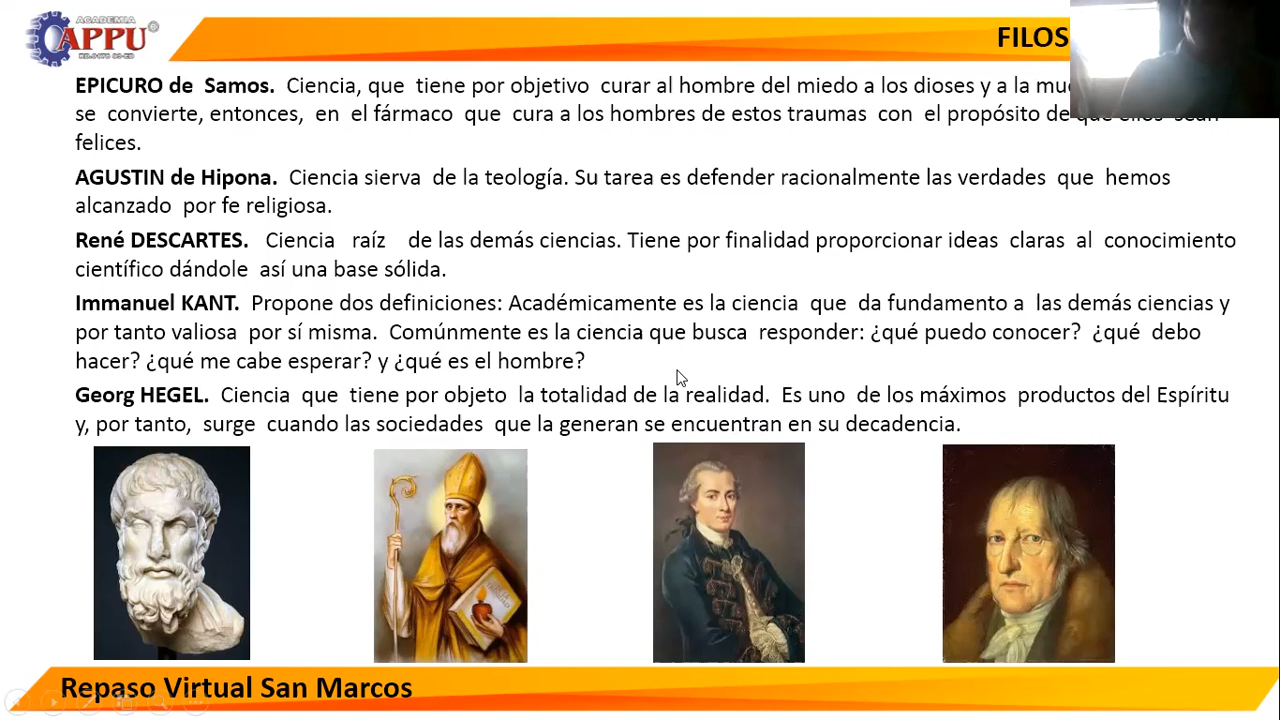 ACADEMIA
APPU
FILOS
EPICURO de Samos. Ciencia, que tiene por objetivo curar al hombre del miedo a los dioses y a la
se convierte, entonces, en el fármaco que cura a los hombres de estos traumas con el propósito de que ellos sean
felices.
AGUSTIN de Hipona. Ciencia sierva de la teología. Su tarea es defender racionalmente las verdades que hemos
alcanzado por fe religiosa.
René DESCARTES. Ciencia raíz de las demás ciencias. Tiene por finalidad proporcionar ideas claras al conocimiento
científico dándole así una base sólida.
Immanuel KANT. Propone dos definiciones: Académicamente es la ciencia que da fundamento a las demás ciencias y
por tanto valiosa por sí misma. Comúnmente es la ciencia que busca responder: ¿qué puedo conocer? ¿qué debo
hacer? ¿qué me cabe esperar? y ¿qué es el hombre?
Georg HEGEL. Ciencia que tiene por objeto la totalidad de la realidad. Es uno de los máximos productos del Espíritu
y, por tanto, surge cuando las sociedades que la generan se encuentran en su decadencia.
Repaso Virtual San Marcos